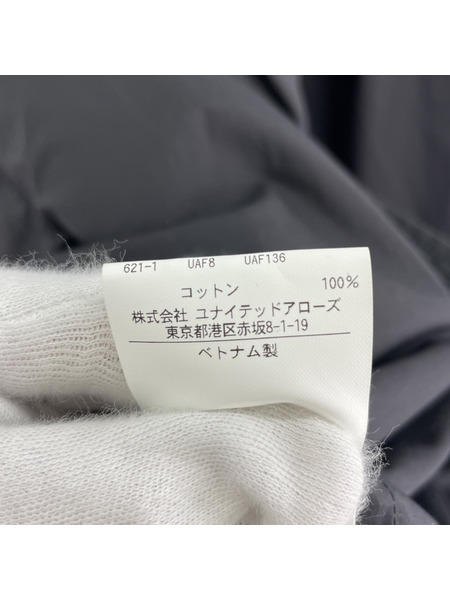 621-1 UAF8 UAF136
コットン 100%
株式会社 ユナイテッドアローズ
東京都港区赤坂8-1-19
ベトナム製